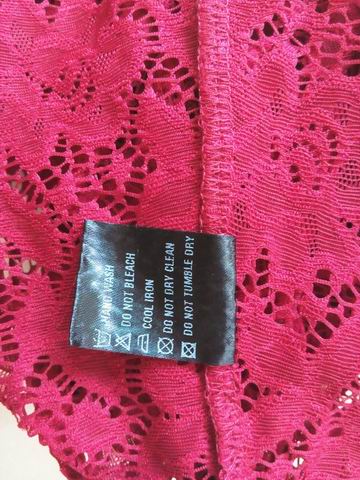 HAND WASH
DO NOT BLEACH
COOL IRON
DO NOT DRY CLEAN
DO NOT TUMBLE DRY